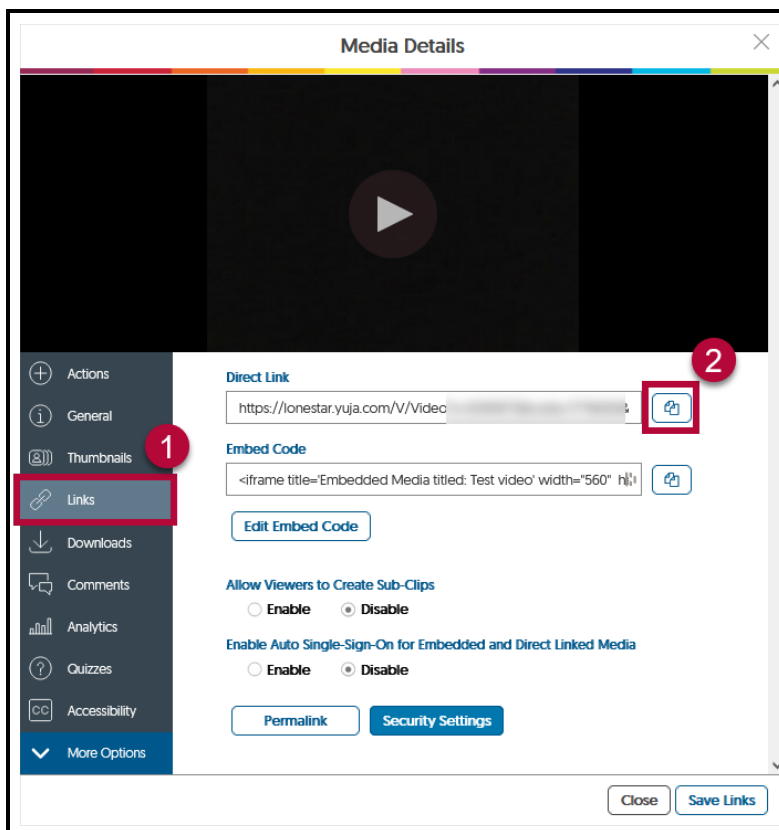 Media Details
Actions
General
Thumbnails
1
Links
Downloads
Comments
Analytics
Quizzes
CC Accessibility
More Options
Direct Link
2
https://lonestar.yuja.com/V/Video
Embed Code
<iframe title='Embedded Media titled: Test video' width="560"
Edit Embed Code
Allow Viewers to Create Sub-Clips
Enable Disable
Enable Auto Single-Sign-On for Embedded and Direct Linked Media
Enable Disable
Permalink Security Settings
Close Save Links